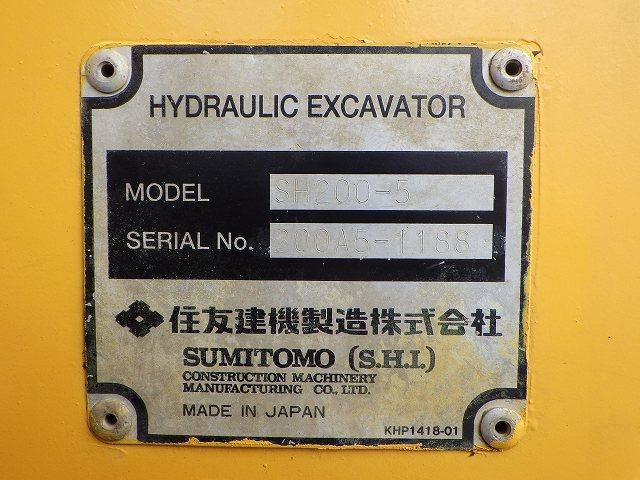 HYDRAULIC EXCAVATOR
MODEL SH200-5
SERIAL No. 200A5-1188
住友建機製造株式会社
SUMITOMO (S.H.I.)
CONSTRUCTION MACHINERY
MANUFACTURING CO., LTD.
MADE IN JAPAN
KHP1418-01